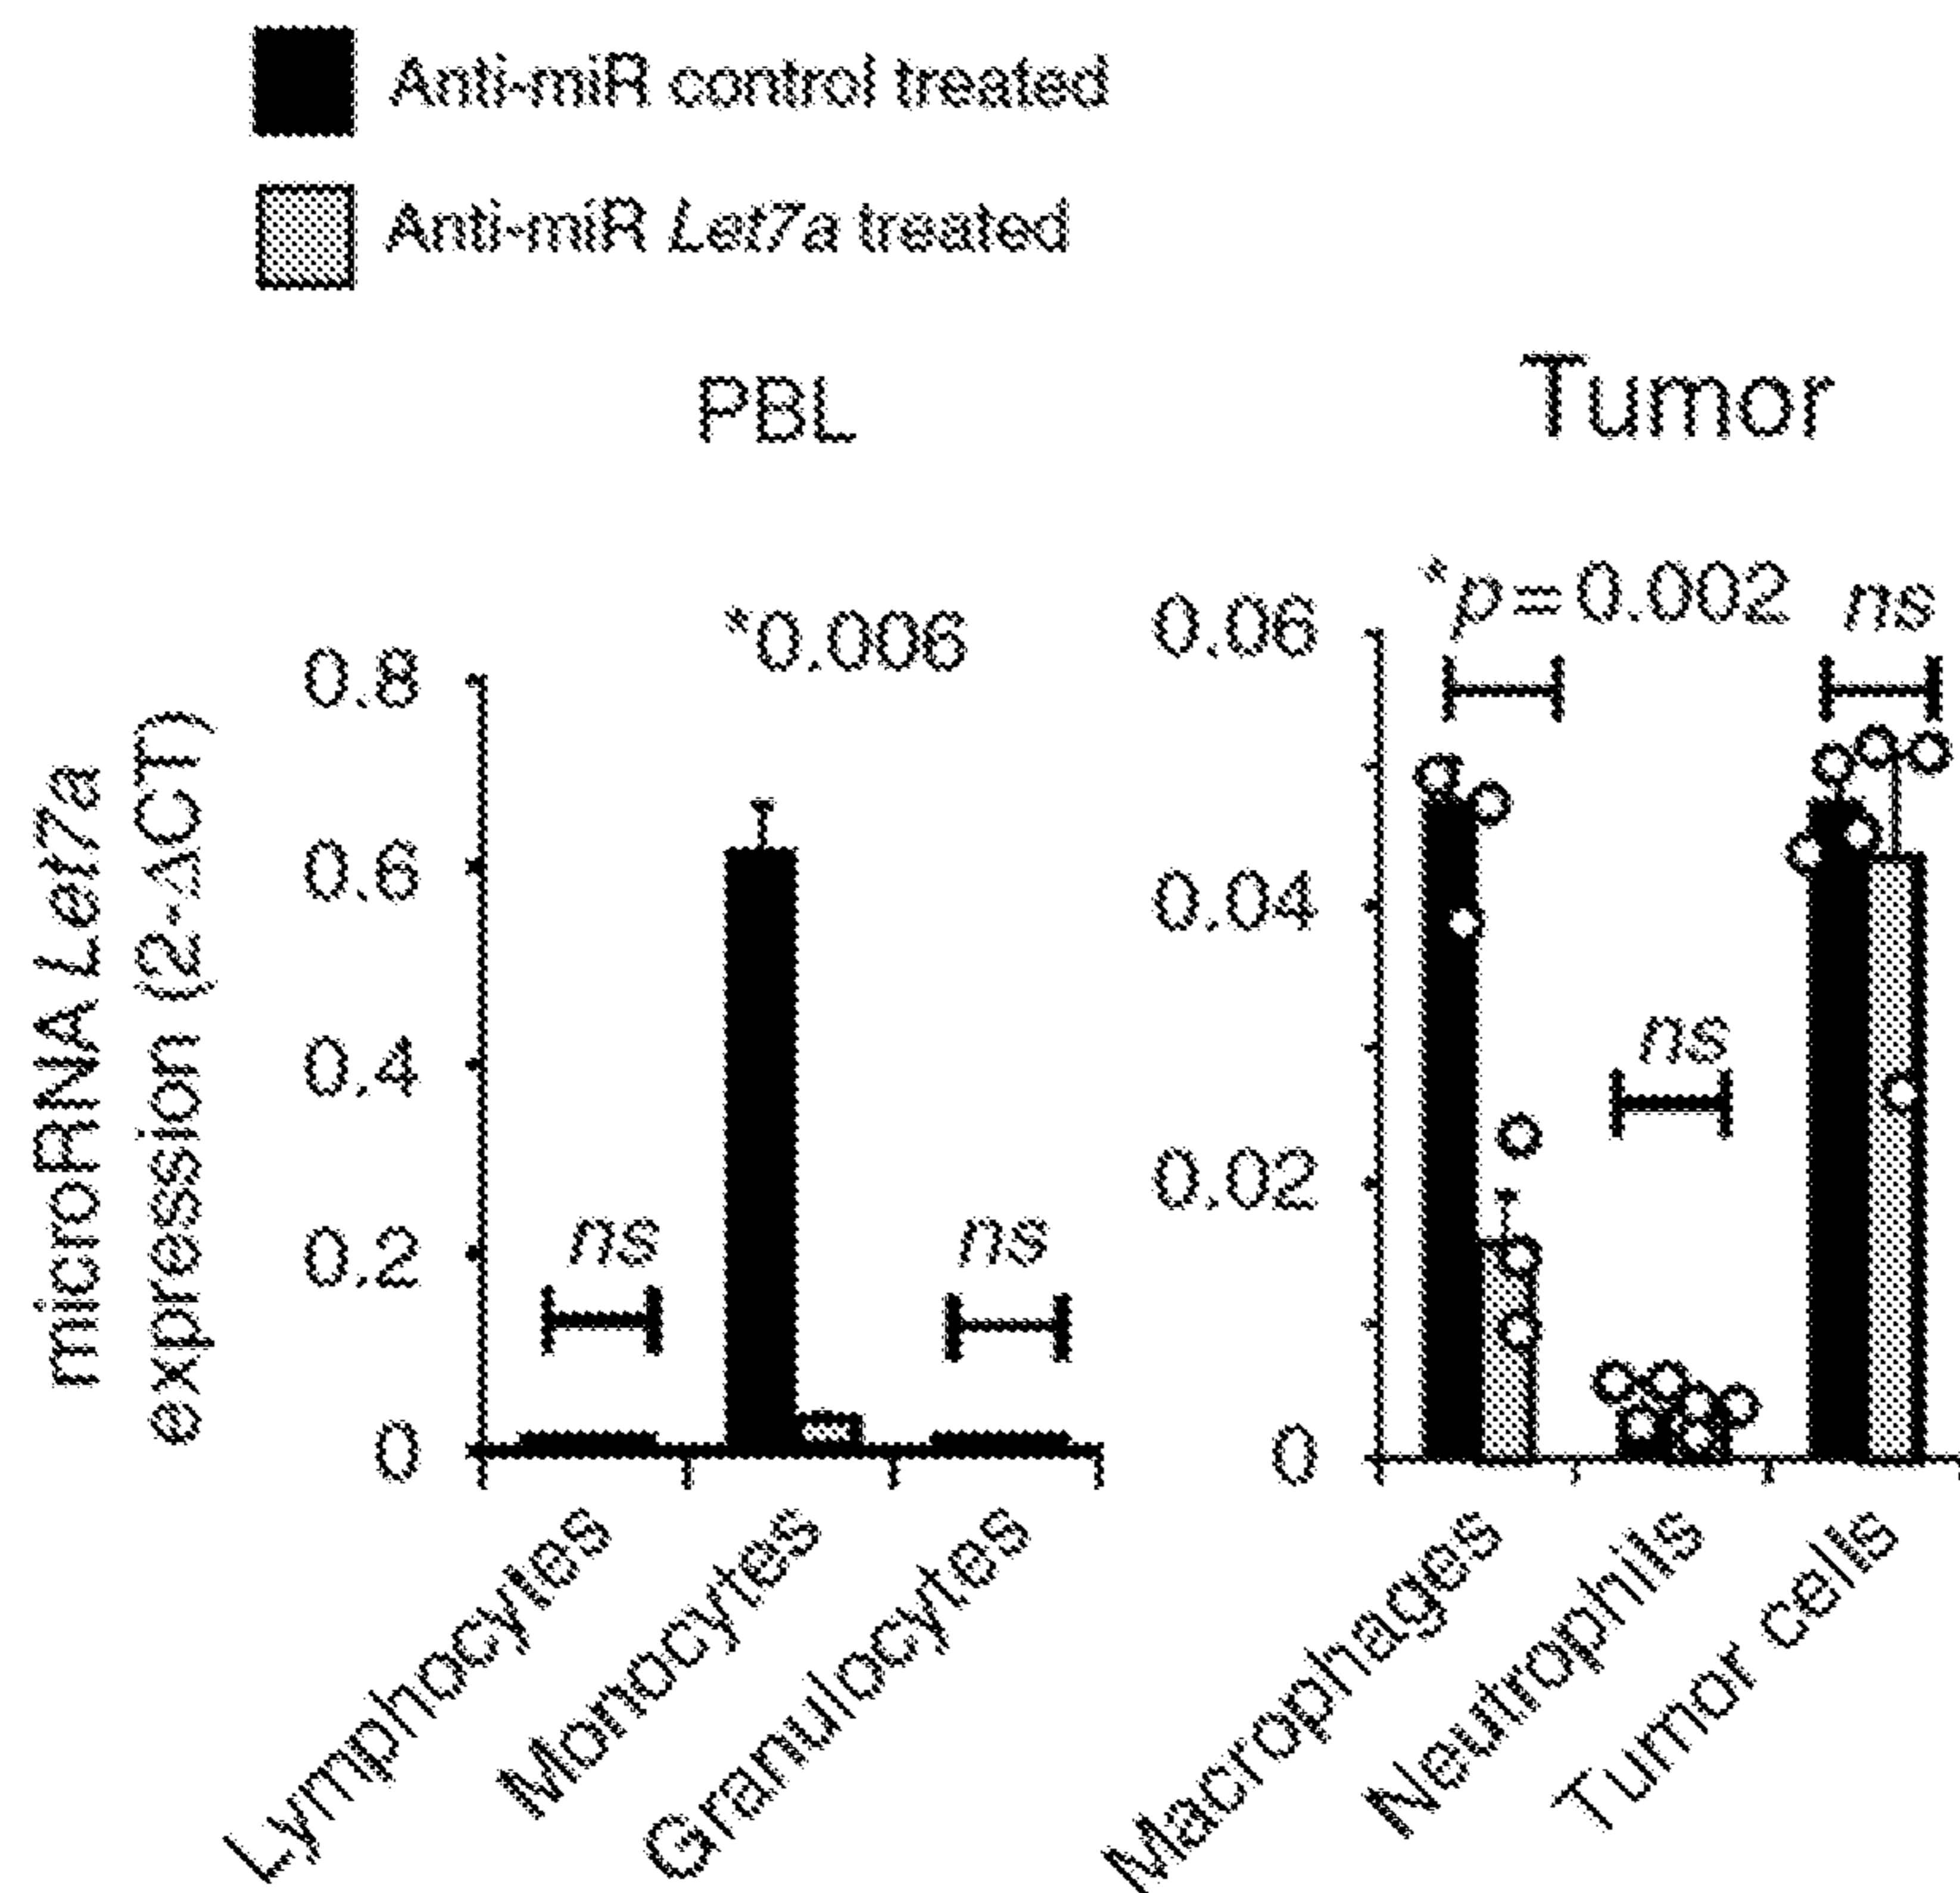 Anti-miR control treated
Anti-miR Let7a treated
PBL
Tumor
microRNA Let7a
expression (2-ΔCT)
*0.006
0.8
0.6
0.4
0.2
0
ns
ns
*p=0.002
ns
0.06
0.04
0.02
0
ns
Lymphocytes
Monocytes
Granulocytes
Macrophages
Neutrophils
Tumor cells